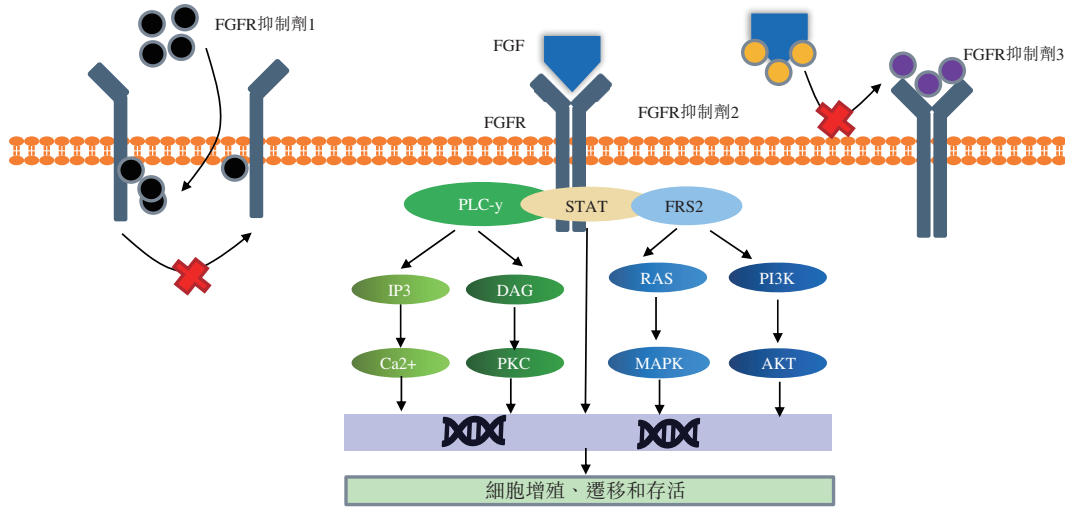 FGFR抑制劑1
FGF
FGFR抑制劑3
FGFR抑制劑2
FGFR
PLC-y
STAT
FRS2
IP3
DAG
RAS
PI3K
Ca2+
PKC
MAPK
AKT
細胞增殖、遷移和存活